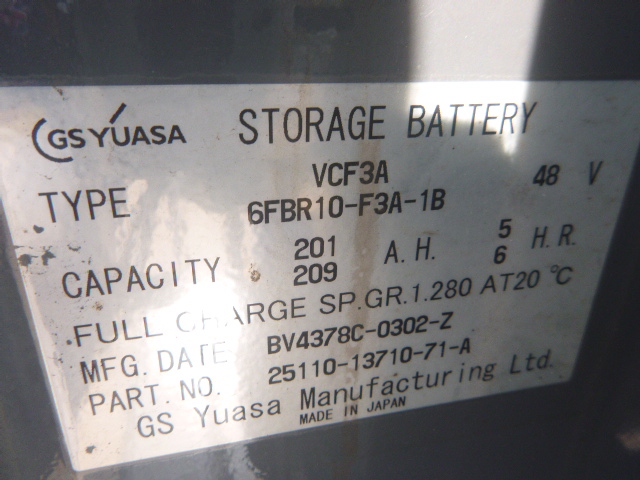 GS YUASA STORAGE BATTERY
VCF3A 48 V
TYPE 6FBR10-F3A-1B
CAPACITY 201 A.H. 5 H.R.
209 6
FULL CHARGE SP.GR.1.280 AT20℃
MFG. DATE BV4378C-0302-Z
PART NO. 25110-13710-71-A
GS Yuasa Manufacturing Ltd.
MADE IN JAPAN